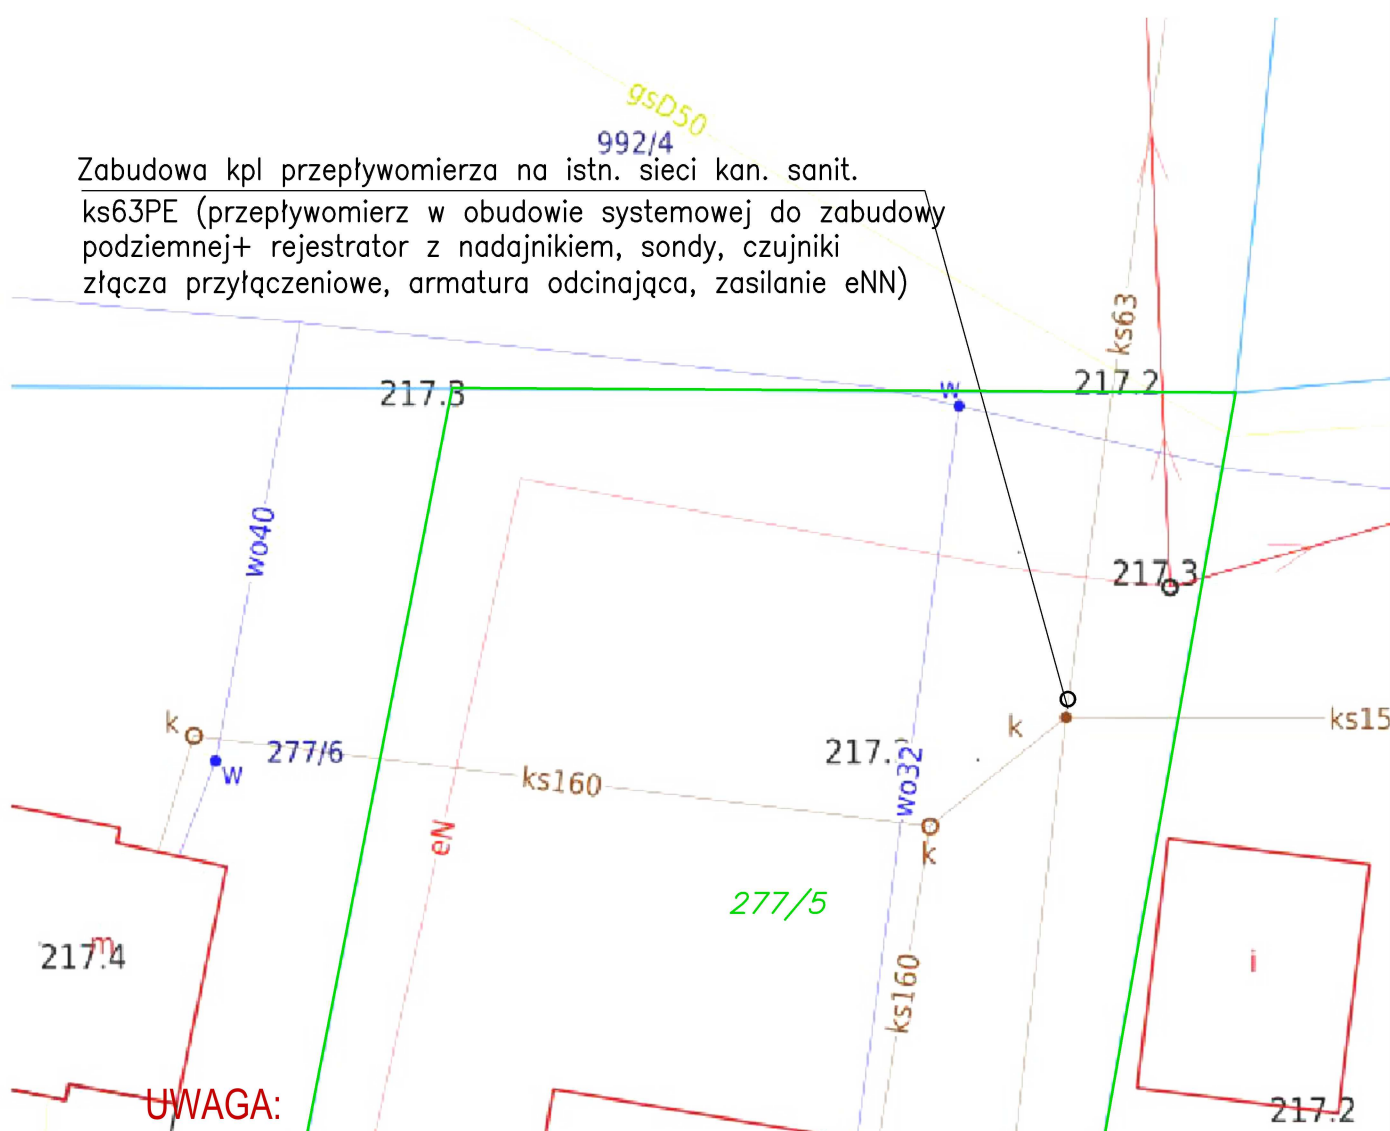 gsD50
992/4
Zabudowa kpl przepływomierza na istn. sieci kan. sanit.
ks63PE (przepływomierz w obudowie systemowej do zabudowy
podziemnej+ rejestrator z nadajnikiem, sondy, czujniki
złącza przyłączeniowe, armatura odcinająca, zasilanie eNN)
ks63
217.3
w
217.2
wo40
217.3
k
277/6
w
ks160
217.
wo32
k
ks15
eN
k
277/5
m
217.4
ks160
i
UWAGA:
217.2